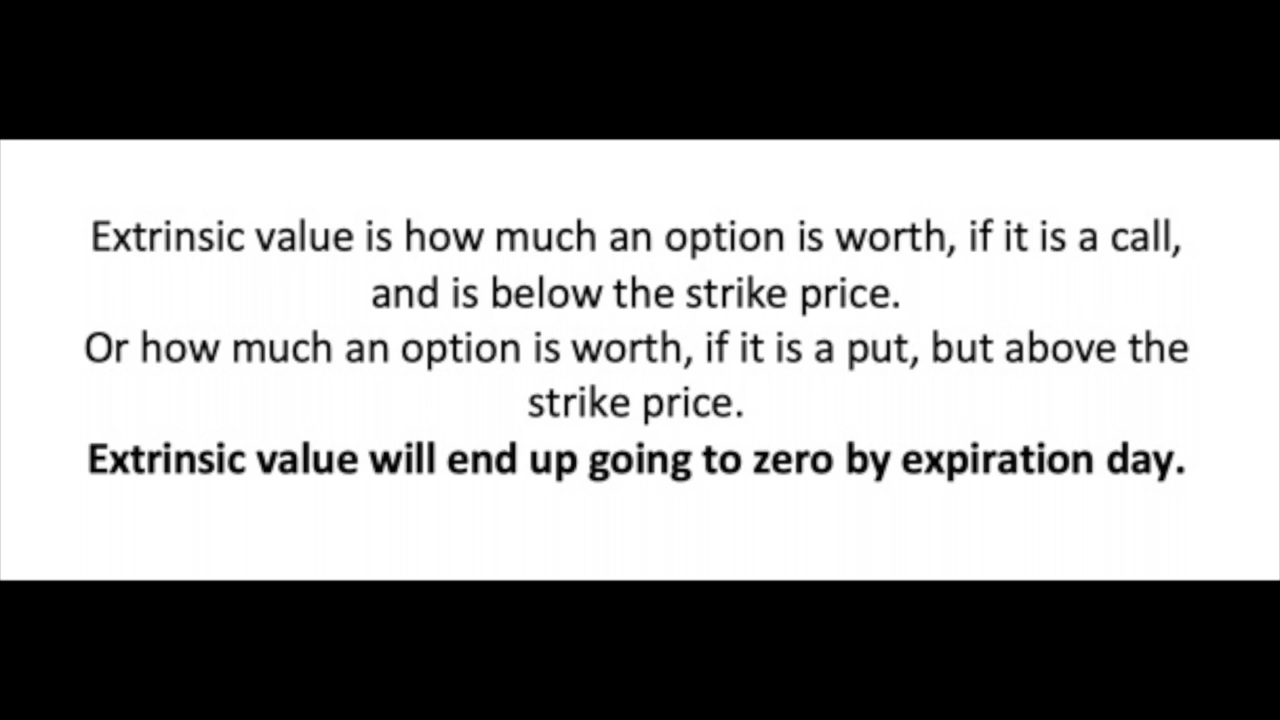 Extrinsic value is how much an option is worth, if it is a call,
and is below the strike price.
Or how much an option is worth, if it is a put, but above the
strike price.
Extrinsic value will end up going to zero by expiration day.